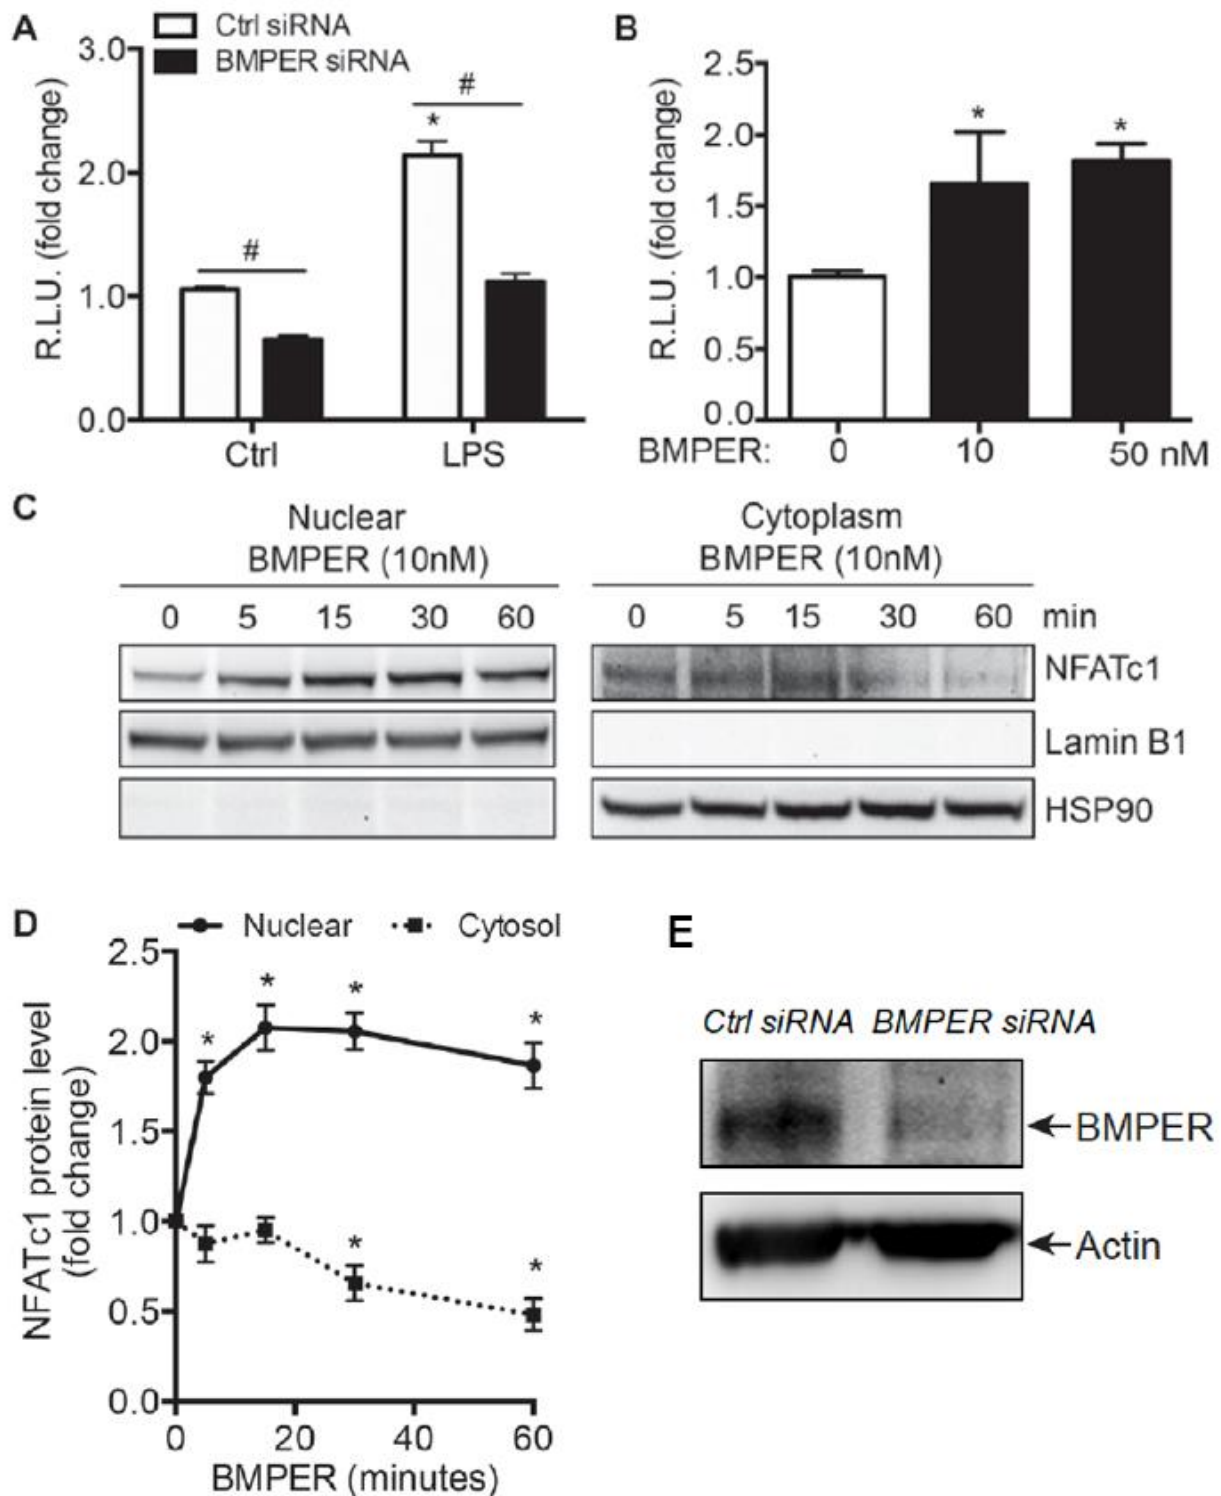 A
Ctrl siRNA
BMPER siRNA
R.L.U. (fold change)
3.0
2.0
1.0
0.0
#
#
*
Ctrl
LPS
B
R.L.U. (fold change)
2.5
2.0
1.5
1.0
0.5
0.0
*
*
BMPER: 0 10 50 nM
C
Nuclear
BMPER (10nM)
Cytoplasm
BMPER (10nM)
0 5 15 30 60
0 5 15 30 60 min
NFATc1
Lamin B1
HSP90
D
Nuclear
Cytosol
NFATc1 protein level
(fold change)
2.5
2.0
1.5
1.0
0.5
0.0
*
*
*
*
*
*
0 20 40 60
BMPER (minutes)
E
Ctrl siRNA BMPER siRNA
BMPER
Actin